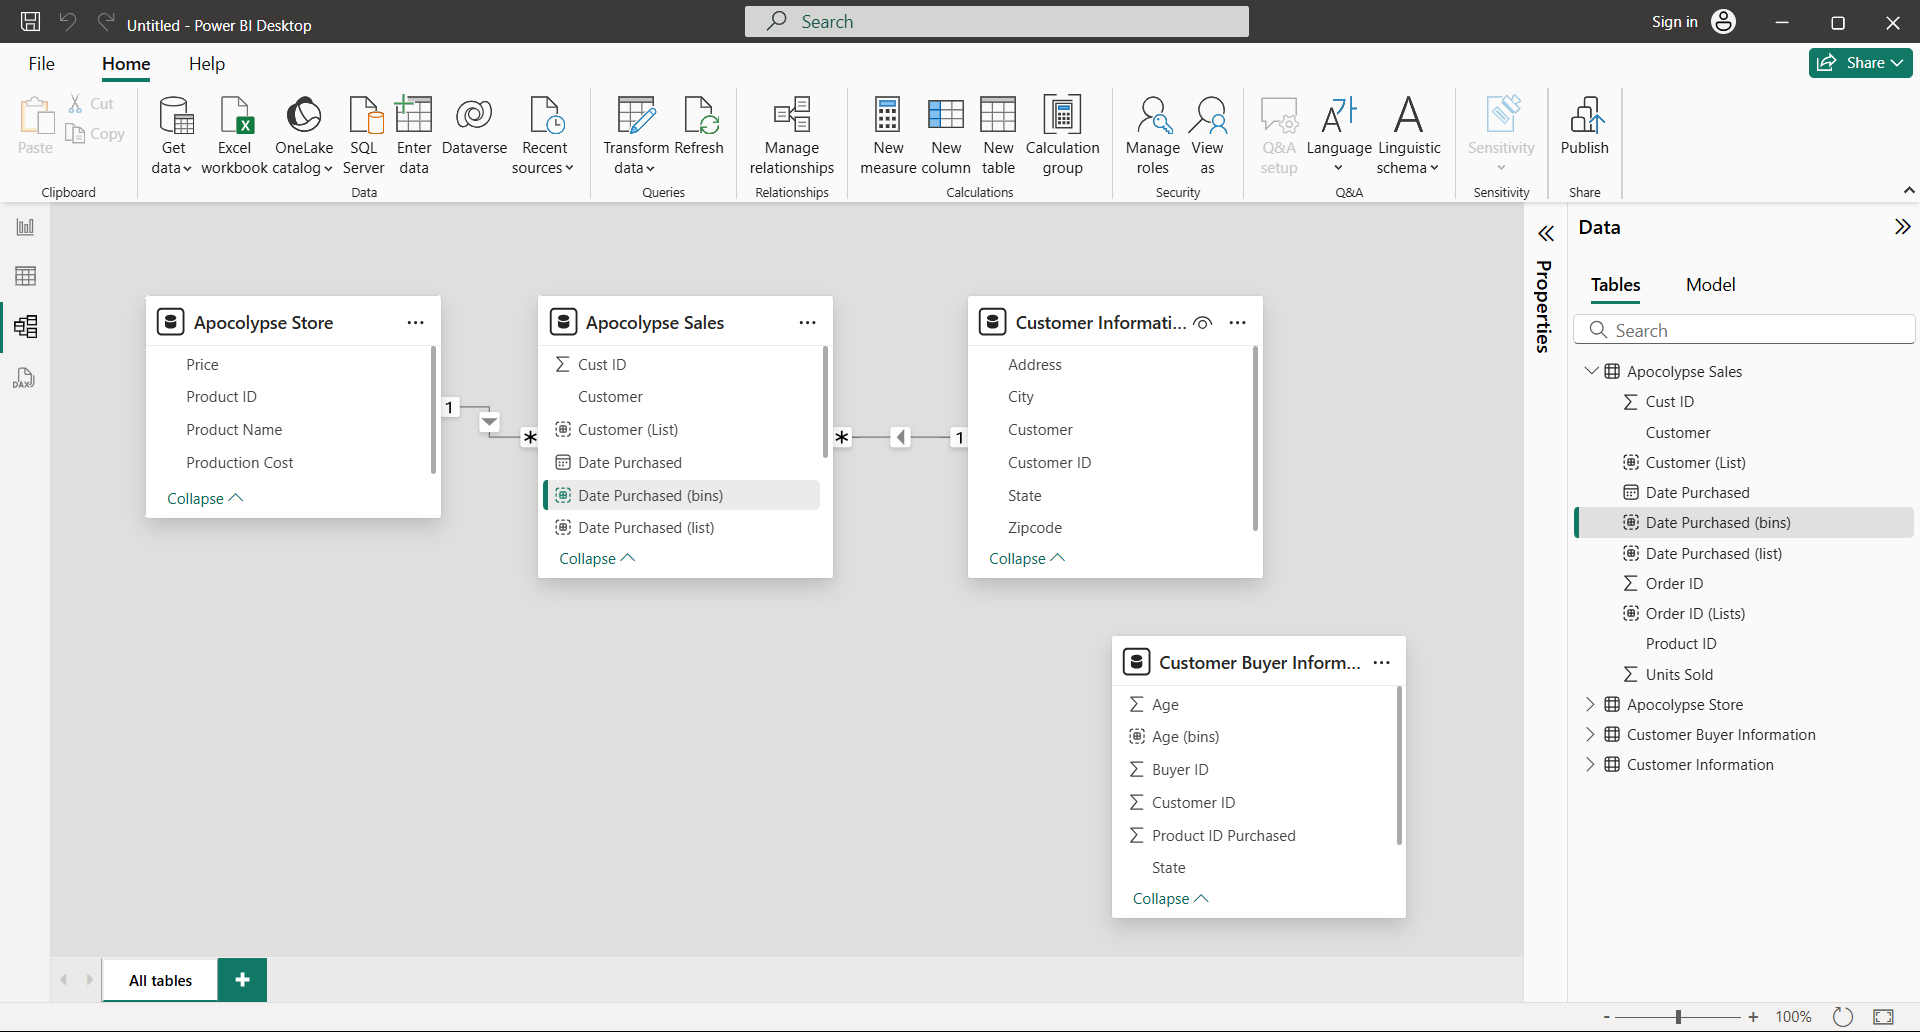 Untitled - Power BI Desktop
Search
Sign in
File
Home
Help
Share
Paste
Cut
Copy
Clipboard
Get data
Excel workbook
OneLake catalog
SQL Server
Enter data
Dataverse
Recent sources
Data
Transform data
Refresh
Queries
Manage relationships
Relationships
New measure
New column
New table
Calculation group
Calculations
Manage roles
View as
Security
Q&A setup
Language
Linguistic schema
Q&A
Sensitivity
Sensitivity
Publish
Share
DAX
Apocolypse Store
Price
Product ID
Product Name
Production Cost
Collapse
1
*
Apocolypse Sales
Cust ID
Customer
Customer (List)
Date Purchased
Date Purchased (bins)
Date Purchased (list)
Collapse
*
1
Customer Informati...
Address
City
Customer
Customer ID
State
Zipcode
Collapse
Customer Buyer Inform...
Age
Age (bins)
Buyer ID
Customer ID
Product ID Purchased
State
Collapse
Properties
Data
Tables
Model
Search
Apocolypse Sales
Cust ID
Customer
Customer (List)
Date Purchased
Date Purchased (bins)
Date Purchased (list)
Order ID
Order ID (Lists)
Product ID
Units Sold
Apocolypse Store
Customer Buyer Information
Customer Information
All tables
100%